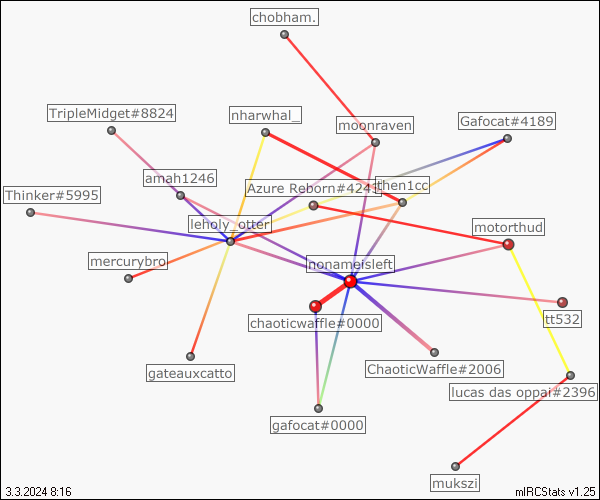 chobham.
TripleMidget#8824
nharwhal_
moonraven
Gafocat#4189
amah1246
Azure Reborn#424
then1cc
Thinker#5995
leholy_otter
motorthud
mercurybro
nonameisleft
chaoticwaffle#0000
tt532
gateauxcatto
ChaoticWaffle#2006
lucas das oppai#2396
gafocat#0000
mukszi
3.3.2024 8:16
mIRCStats v1.25